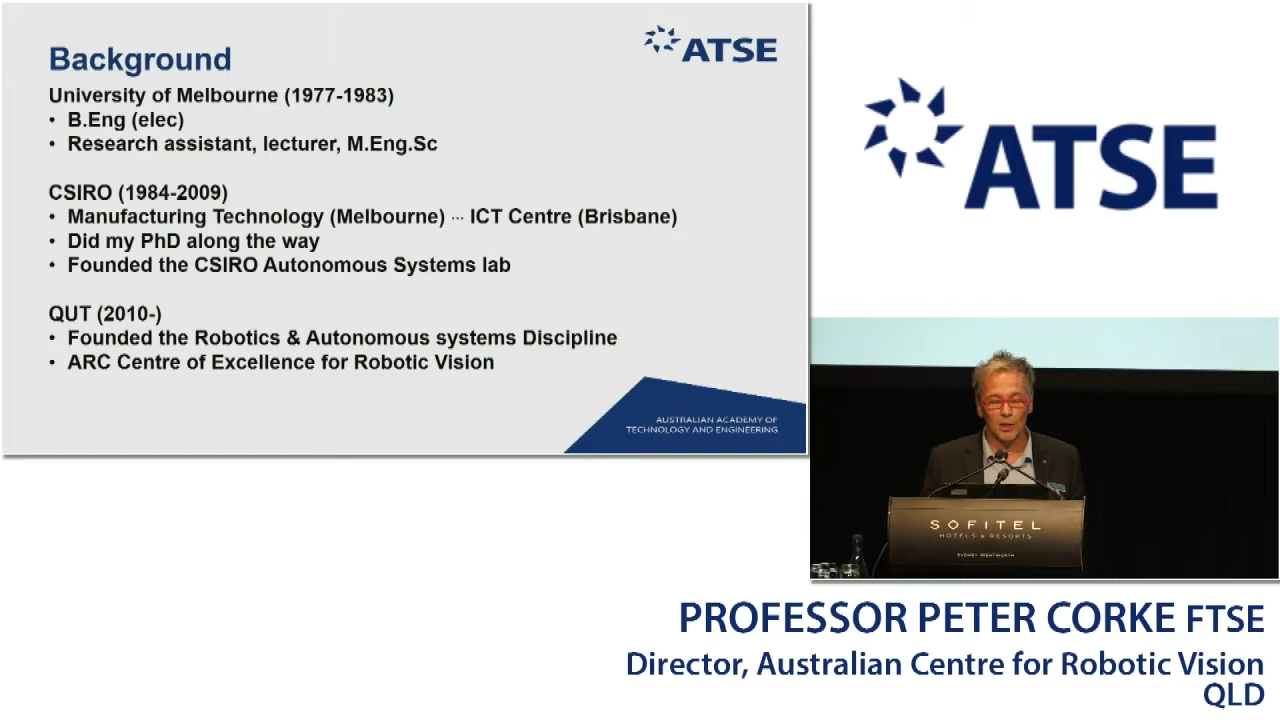 Background
ATSE
University of Melbourne (1977-1983)
• B.Eng (elec)
• Research assistant, lecturer, M.Eng.Sc
CSIRO (1984-2009)
• Manufacturing Technology (Melbourne) ··· ICT Centre (Brisbane)
• Did my PhD along the way
• Founded the CSIRO Autonomous Systems lab
QUT (2010-)
• Founded the Robotics & Autonomous systems Discipline
• ARC Centre of Excellence for Robotic Vision
AUSTRALIAN ACADEMY OF
TECHNOLOGY AND ENGINEERING
ATSE
SOFITEL
HOTELS & RESORTS
SYDNEY WENTWORTH
PROFESSOR PETER CORKE FTSE
Director, Australian Centre for Robotic Vision
QLD